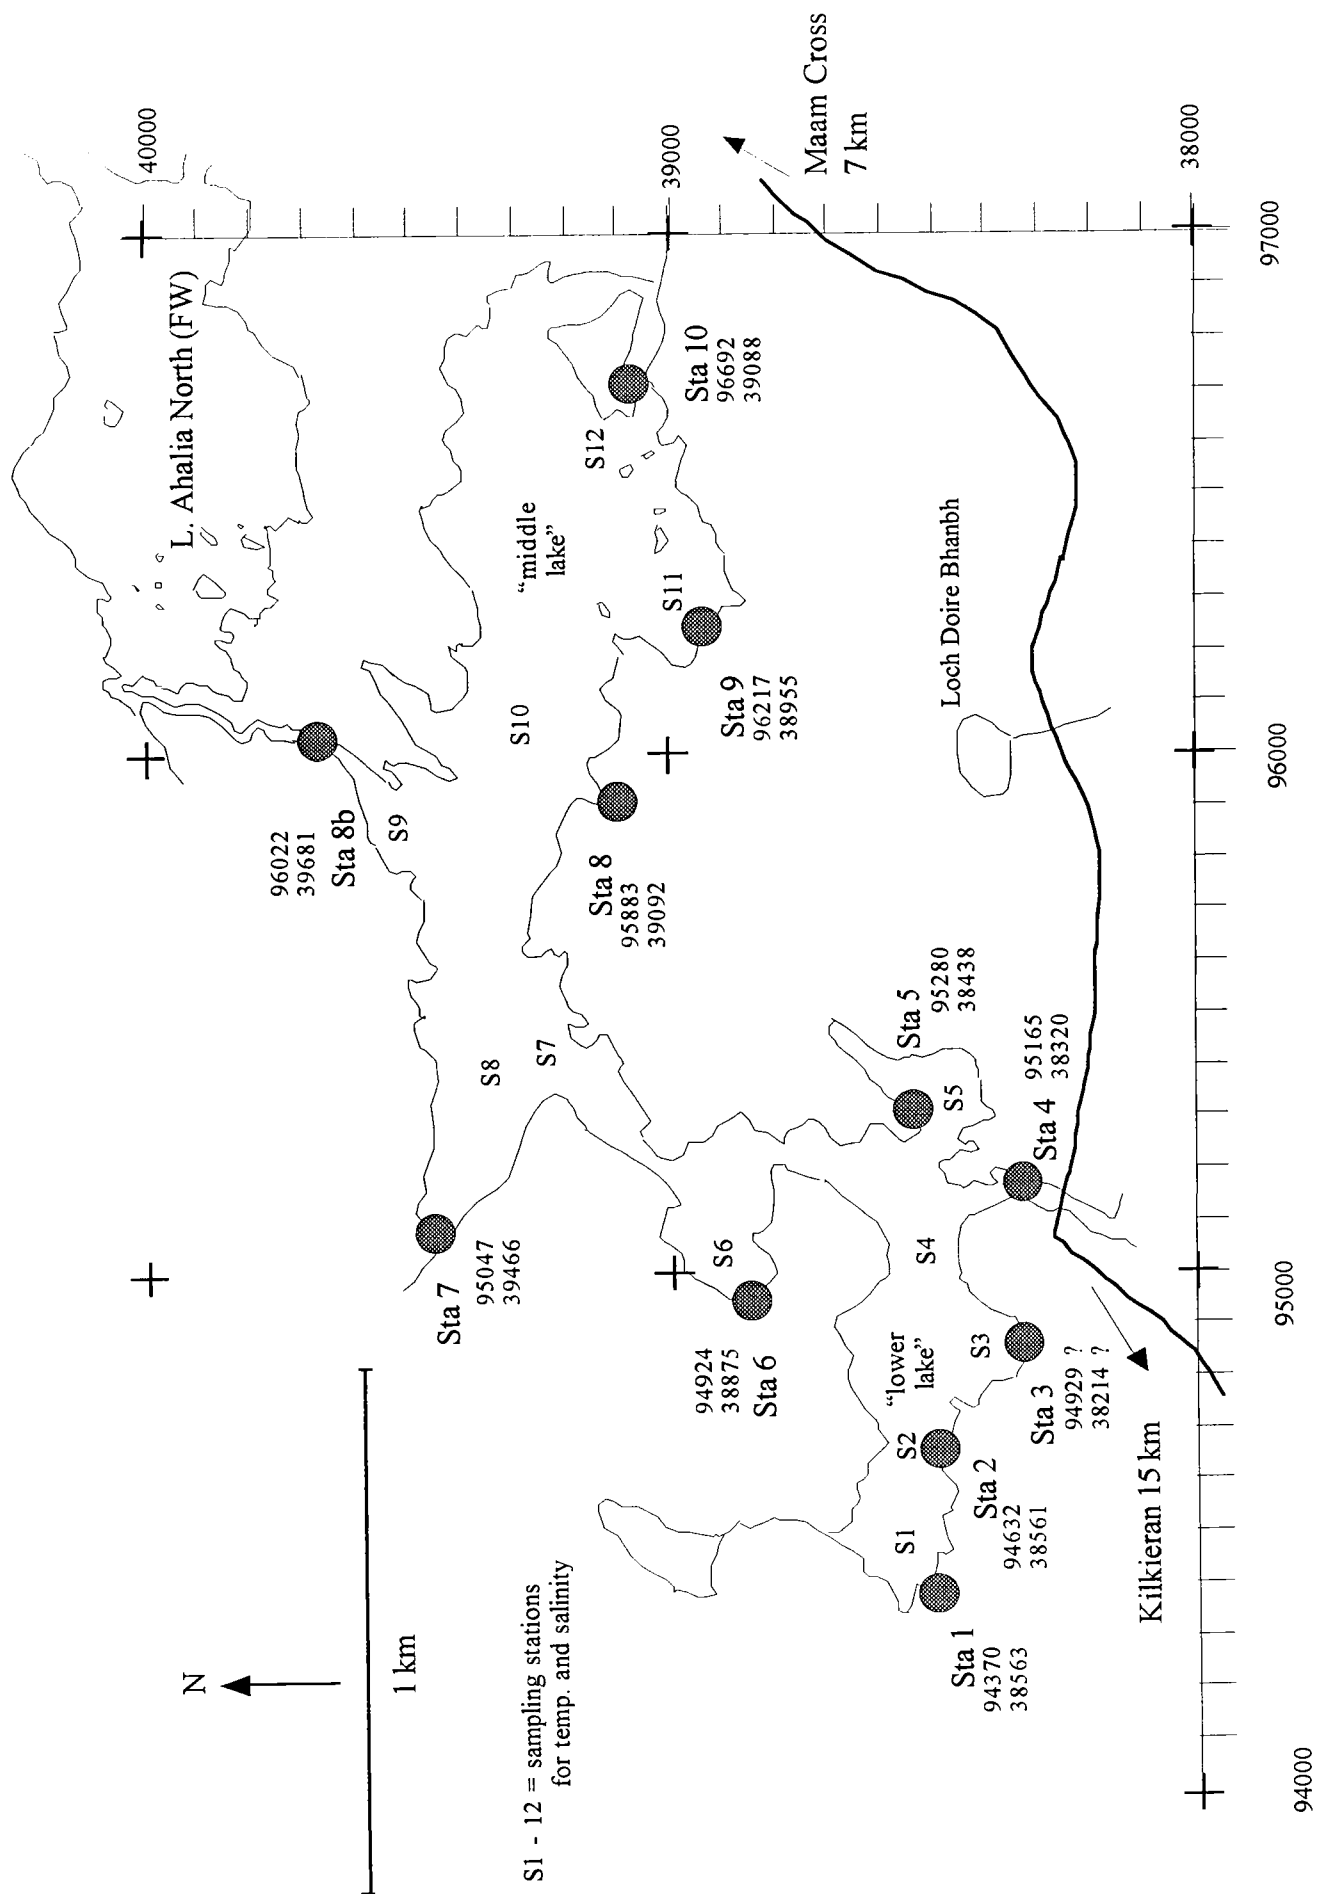 N
1 km
S1 - 12 = sampling stations
for temp. and salinity
40000
39000
38000
94000
95000
96000
97000
L. Ahalia North (FW)
Maam Cross
7 km
Kilkieran 15 km
Loch Doire Bhanbh
"middle
lake"
"lower
lake"
96022
39681
Sta 8b
Sta 7
95047
39466
94924
38875
Sta 6
Sta 8
95883
39092
Sta 9
96217
38955
Sta 10
96692
39088
Sta 5
95280
38438
Sta 4
95165
38320
Sta 3
94929 ?
38214 ?
Sta 2
94632
38561
Sta 1
94370
38563
S1
S2
S3
S4
S5
S6
S7
S8
S9
S10
S11
S12